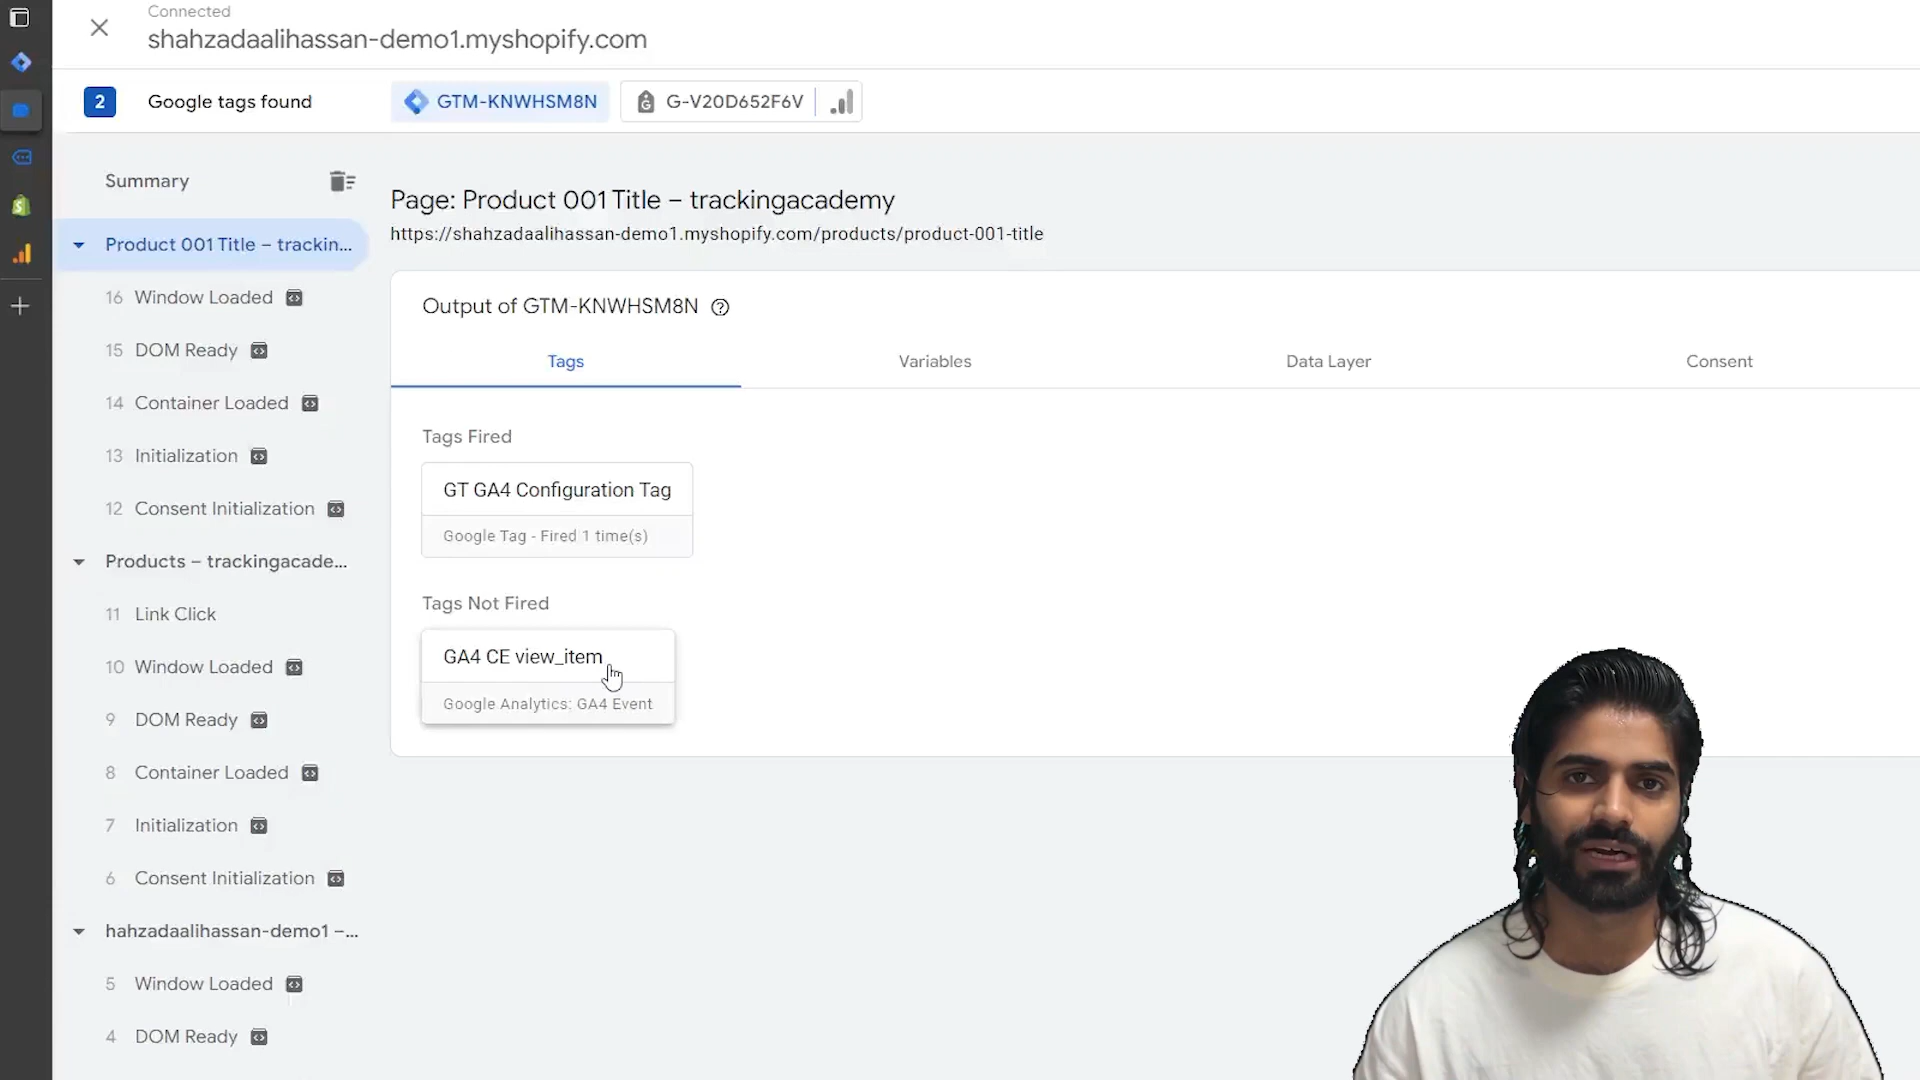 Connected
shahzadaalihassan-demo1.myshopify.com
2 Google tags found GTM-KNWHSM8N G-V20D652F6V
Summary
Product 001 Title – trackin...
16 Window Loaded
15 DOM Ready
14 Container Loaded
13 Initialization
12 Consent Initialization
Products – trackingacade...
11 Link Click
10 Window Loaded
9 DOM Ready
8 Container Loaded
7 Initialization
6 Consent Initialization
hahzadaalihassan-demo1 –...
5 Window Loaded
4 DOM Ready
Page: Product 001 Title – trackingacademy
https://shahzadaalihassan-demo1.myshopify.com/products/product-001-title
Output of GTM-KNWHSM8N
Tags Variables Data Layer Consent
Tags Fired
GT GA4 Configuration Tag
Google Tag - Fired 1 time(s)
Tags Not Fired
GA4 CE view_item
Google Analytics: GA4 Event